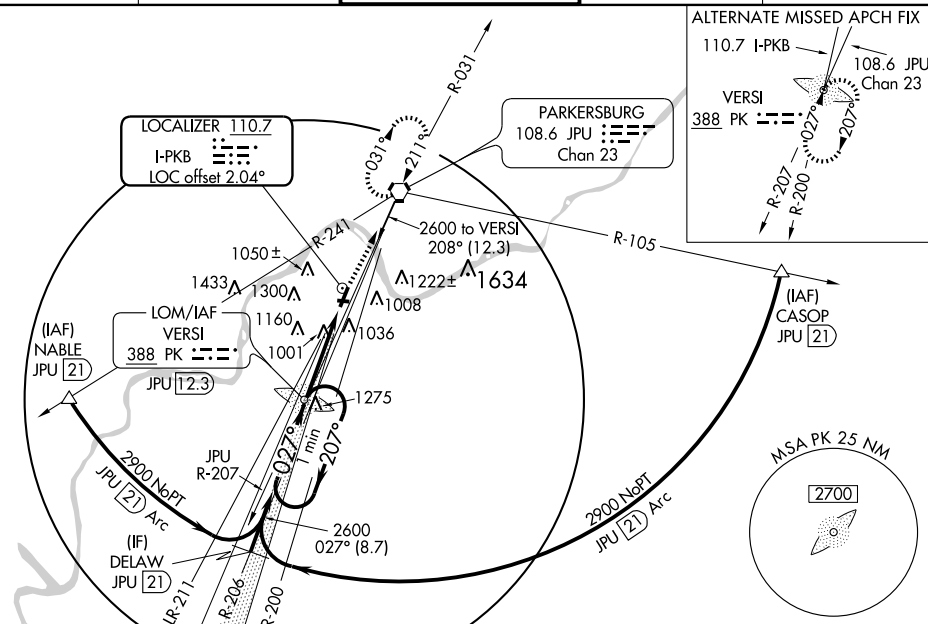 ALTERNATE MISSED APCH FIX
110.7 I-PKB
108.6 JPU
Chan 23
VERSI
388 PK
027°
207°
R-207
R-200
R-031
LOCALIZER 110.7
I-PKB
LOC offset 2.04°
031°
211°
PARKERSBURG
108.6 JPU
Chan 23
R-241
2600 to VERSI
208° (12.3)
R-105
1050 ±
1433
1300
1222±
1634
1008
1160
1001
1036
LOM/IAF
VERSI
388 PK
JPU 12.3
(IAF)
NABLE
JPU 21
(IAF)
CASOP
JPU 21
1275
027°
1 min
207°
JPU
R-207
2900 NoPT
JPU 21 Arc
2900 NoPT
JPU 21 Arc
2600
027° (8.7)
(IF)
DELAW
JPU 21
LR-211
R-206
R-200
MSA PK 25 NM
2700